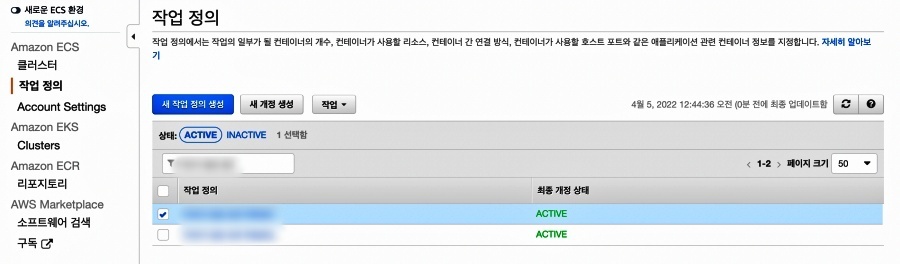 새로운 ECS 환경
의견을 알려주십시오.
Amazon ECS
클러스터
작업 정의
Account Settings
Amazon EKS
Clusters
Amazon ECR
리포지토리
AWS Marketplace
소프트웨어 검색
구독
작업 정의
작업 정의에서는 작업의 일부가 될 컨테이너의 개수, 컨테이너가 사용할 리소스, 컨테이너 간 연결 방식, 컨테이너가 사용할 호스트 포트와 같은 애플리케이션 관련 컨테이너 정보를 지정합니다. 자세히 알아보
기
새 작업 정의 생성 새 개정 생성 작업 4월 5, 2022 12:44:36 오전 (0분 전에 최종 업데이트함
상태: ACTIVE INACTIVE 1 선택함
< 1-2 > 페이지 크기 50
작업 정의 최종 개정 상태
ACTIVE
ACTIVE